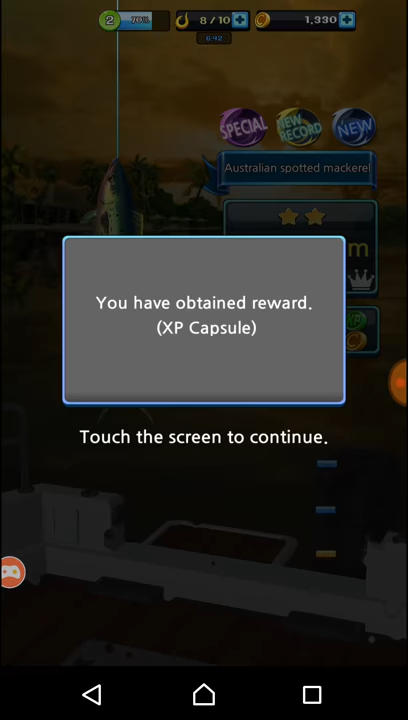 2 70% 8/10 1,330
6:42
SPECIAL NEW RECORD NEW
Australian spotted mackerel
m
You have obtained reward.
(XP Capsule)
XP
C
Touch the screen to continue.